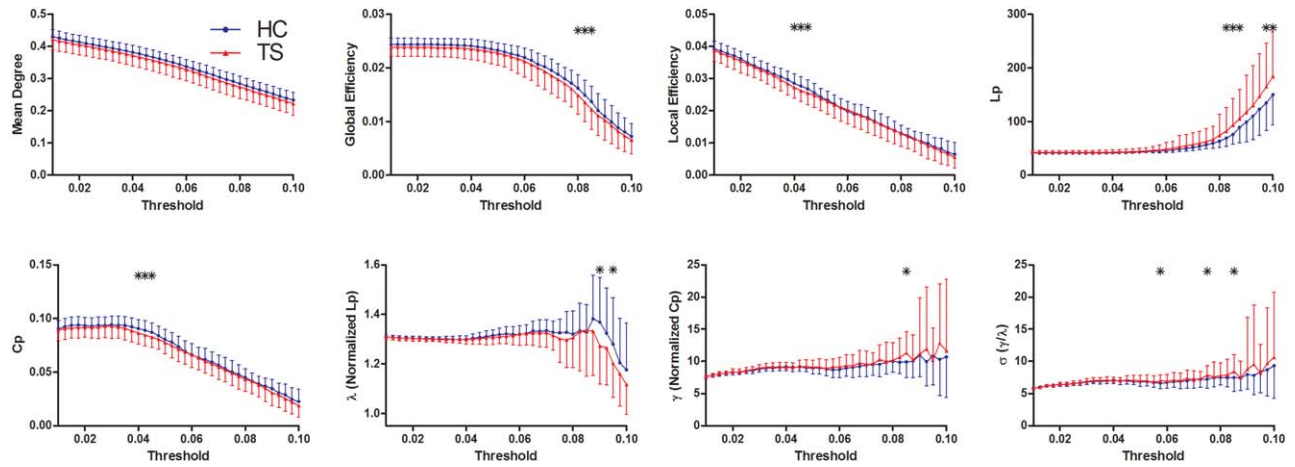 HC
TS
Mean Degree
0.5
0.4
0.3
0.2
0.1
0.0
0.02 0.04 0.06 0.08 0.10
Threshold
Global Efficiency
0.03
0.02
0.01
0.00
***
0.02 0.04 0.06 0.08 0.10
Threshold
Local Efficiency
0.05
0.04
0.03
0.02
0.01
0.00
***
0.02 0.04 0.06 0.08 0.10
Threshold
Lp
300
200
100
0
*** **
0.02 0.04 0.06 0.08 0.10
Threshold
Cp
0.15
0.10
0.05
0.00
***
0.02 0.04 0.06 0.08 0.10
Threshold
λ (Normalized Lp)
1.6
1.4
1.2
1.0
* *
0.02 0.04 0.06 0.08 0.10
Threshold
γ (Normalized Cp)
25
20
15
10
5
0
*
0.02 0.04 0.06 0.08 0.10
Threshold
σ (γ/λ)
25
20
15
10
5
0
* * *
0.02 0.04 0.06 0.08 0.10
Threshold